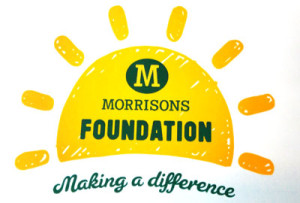 M
MORRISONS
FOUNDATION
Making a difference